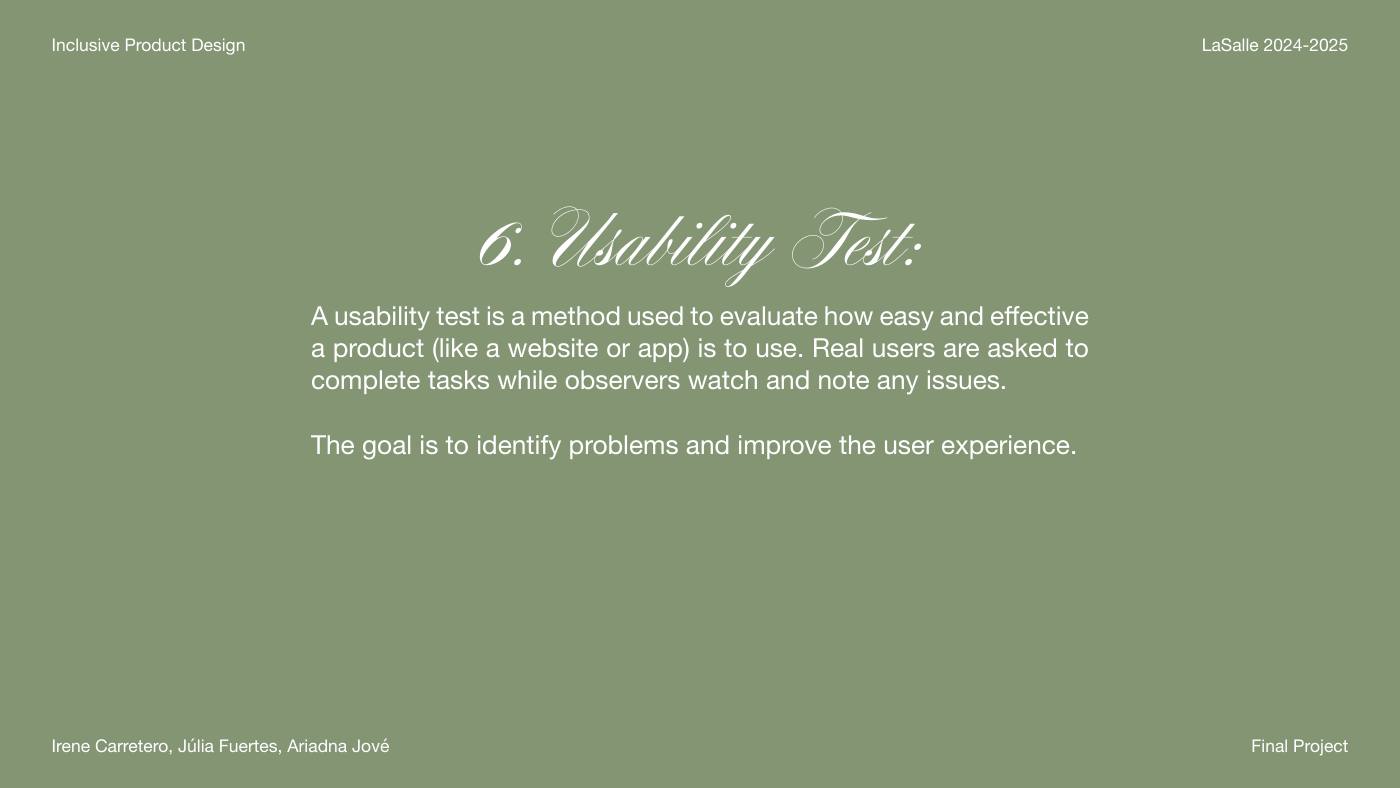 Inclusive Product Design
LaSalle 2024-2025
6. Usability Test:
A usability test is a method used to evaluate how easy and effective
a product (like a website or app) is to use. Real users are asked to
complete tasks while observers watch and note any issues.
The goal is to identify problems and improve the user experience.
Irene Carretero, Júlia Fuertes, Ariadna Jové
Final Project